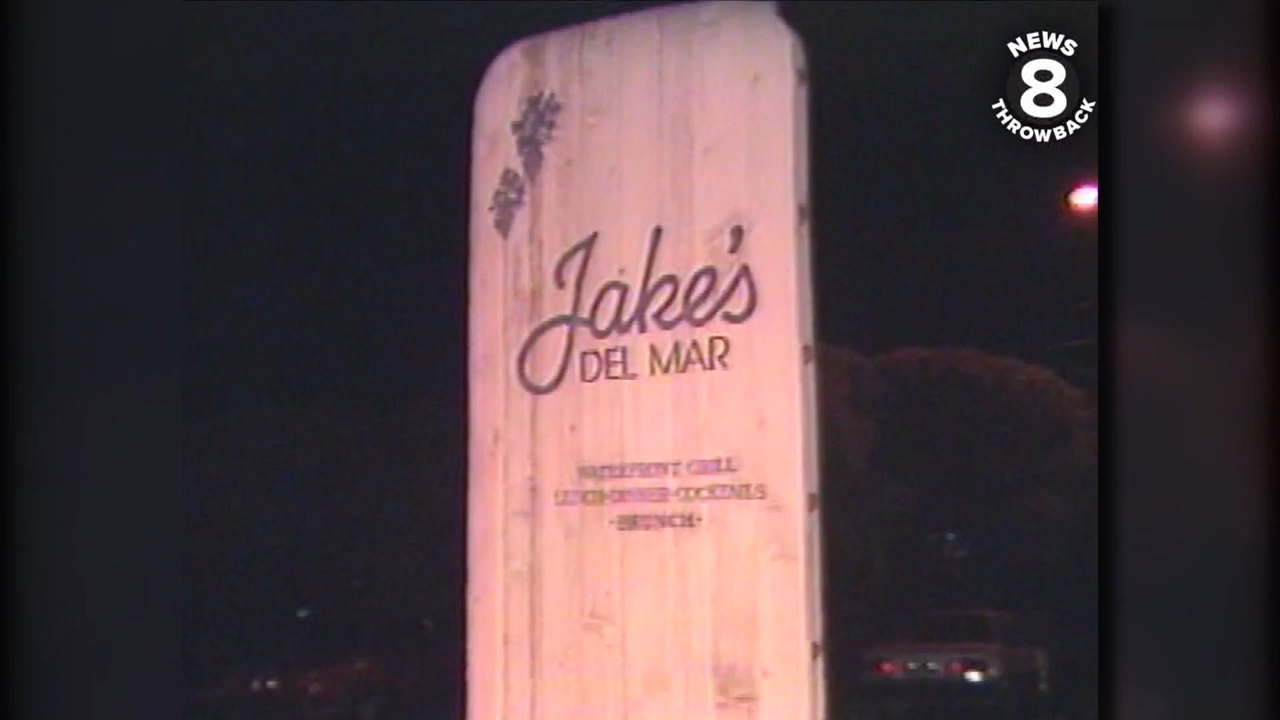 NEWS
8
THROWBACK
Jake's
DEL MAR
WATERFRONT GRILL
LUNCH·DINNER·COCKTAILS
·BRUNCH·